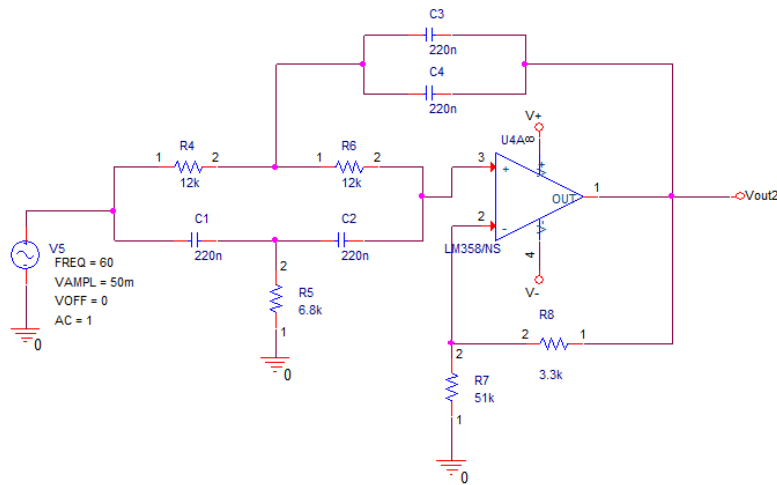 C3
220n
C4
220n
V+
U4A
8
R4
R6
1 2
1 2
12k
12k
3
+
V+
1
OUT
Vout2
C1
C2
2
-
V-
220n
220n
LM358/NS
4
V5
FREQ = 60
VAMPL = 50m
VOFF = 0
AC = 1
2
R5
6.8k
1
V-
R8
2 1
3.3k
0
0
2
R7
51k
1
0